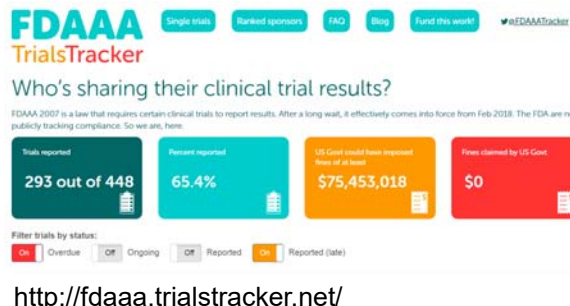 FDAAA
TrialsTracker
Single trials Ranked sponsors FAQ Blog Fund this work! @FDAAATracker
Who's sharing their clinical trial results?
FDAAA 2007 is a law that requires certain clinical trials to report results. After a long wait, it effectively comes into force from Feb 2018. The FDA are
publicly tracking compliance. So we are, here.
Trials reported Percent reported US Govt could have imposed Fines claimed by US Govt
fines of at least
293 out of 448 65.4% $75,453,018 $0
Filter trials by status:
On Overdue Off Ongoing Off Reported On Reported (late)
http://fdaaa.trialstracker.net/